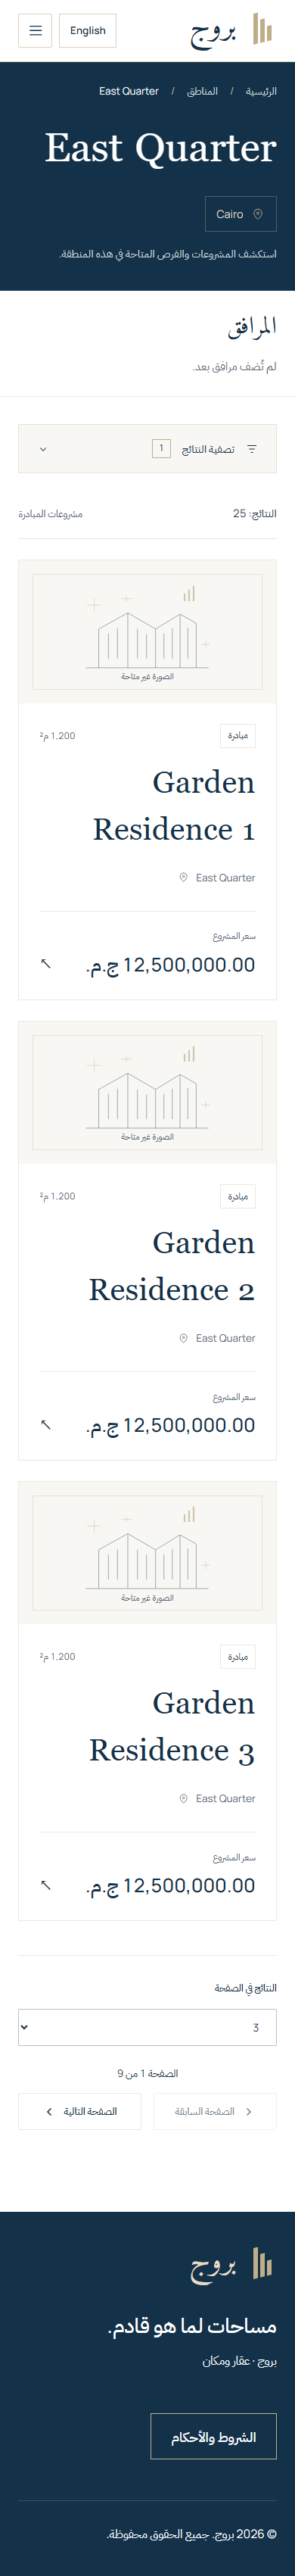 بروج
English
الرئيسية / المناطق / East Quarter
East Quarter
Cairo
استكشف المشروعات والفرص المتاحة في هذه المنطقة.
المرافق
لم تُضف مرافق بعد.
تصفية النتائج 1
النتائج: 25
مشروعات المبادرة
الصورة غير متاحة
مبادرة
1,200 م²
Garden
Residence 1
East Quarter
سعر المشروع
12,500,000.00 ج.م.
الصورة غير متاحة
مبادرة
1,200 م²
Garden
Residence 2
East Quarter
سعر المشروع
12,500,000.00 ج.م.
الصورة غير متاحة
مبادرة
1,200 م²
Garden
Residence 3
East Quarter
سعر المشروع
12,500,000.00 ج.م.
النتائج في الصفحة
3
الصفحة 1 من 9
الصفحة السابقة
الصفحة التالية
بروج
مساحات لما هو قادم.
بروج · عقار ومكان
الشروط والأحكام
© 2026 بروج. جميع الحقوق محفوظة.